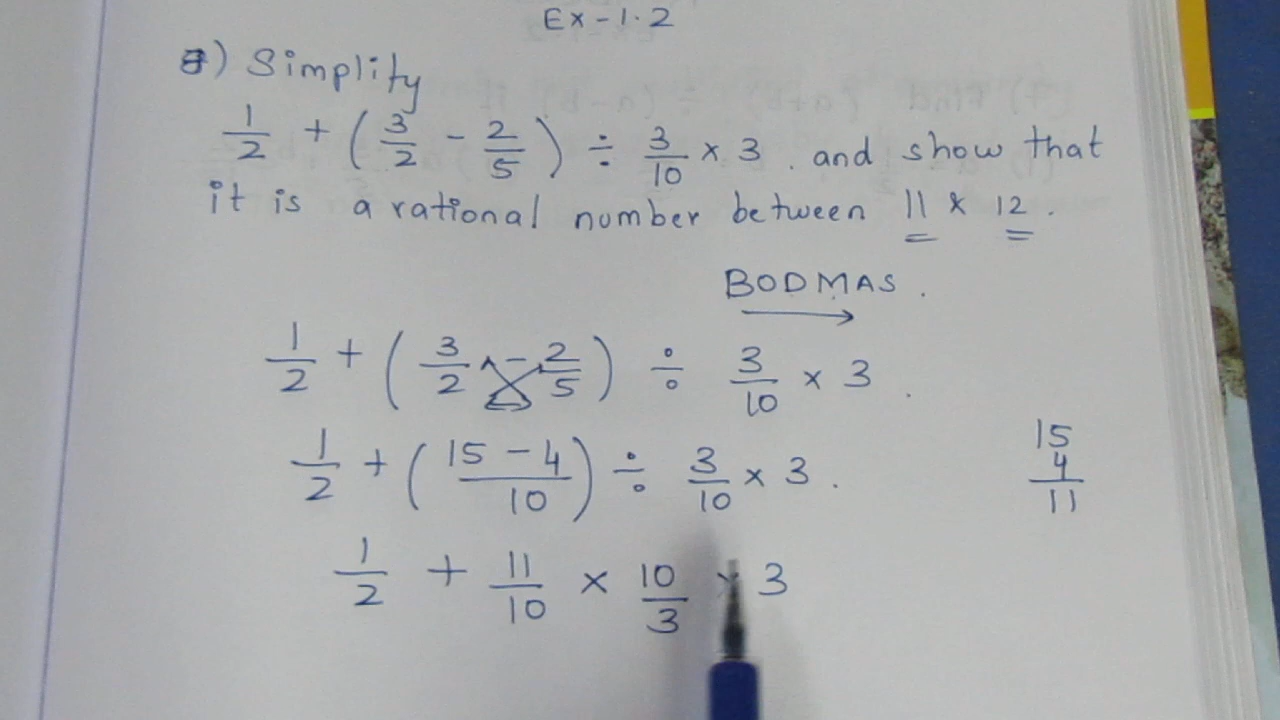 Ex-1.2
8) Simplify
1/2 + (3/2 - 2/5) ÷ 3/10 × 3. and show that
it is a rational number between 11 & 12.
BODMAS.
1/2 + (3/2 - 2/5) ÷ 3/10 × 3.
1/2 + (15 - 4/10) ÷ 3/10 × 3.
15
4
11
1/2 + 11/10 × 10/3 × 3